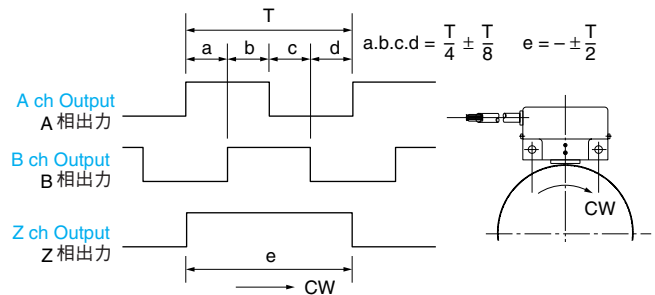 T
a b c d
a.b.c.d = T/4 ± T/8 e = – ± T/2
A ch Output
A 相出力
B ch Output
B 相出力
Z ch Output
Z 相出力
e
CW
CW